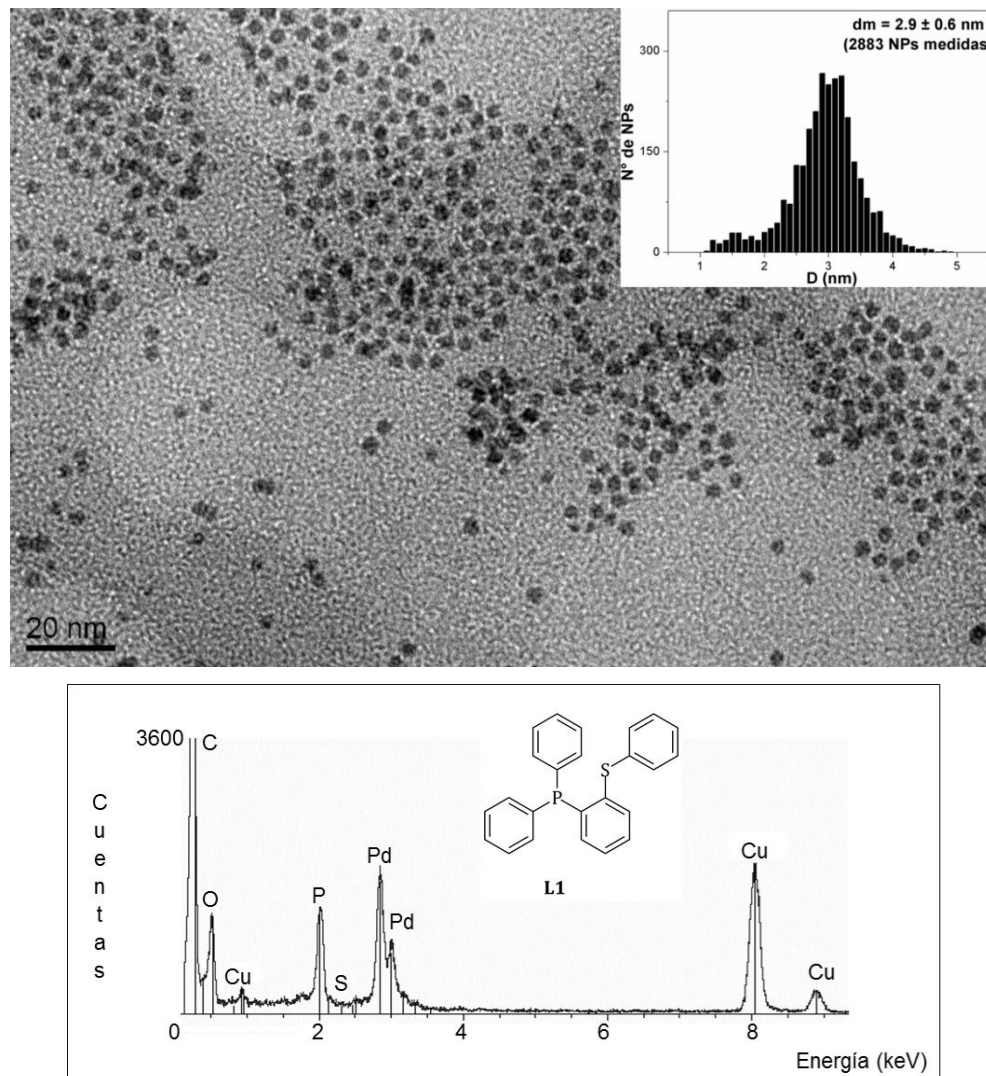 dm = 2.9 ± 0.6 nm
(2883 NPs medidas
N° de NPs
300
150
0
1 2 3 4 5
D (nm)
20 nm
3600
C
Cuentas
O
Cu
P
S
Pd
Pd
P
S
L1
Cu
Cu
0 2 4 6 8
Energía (keV)